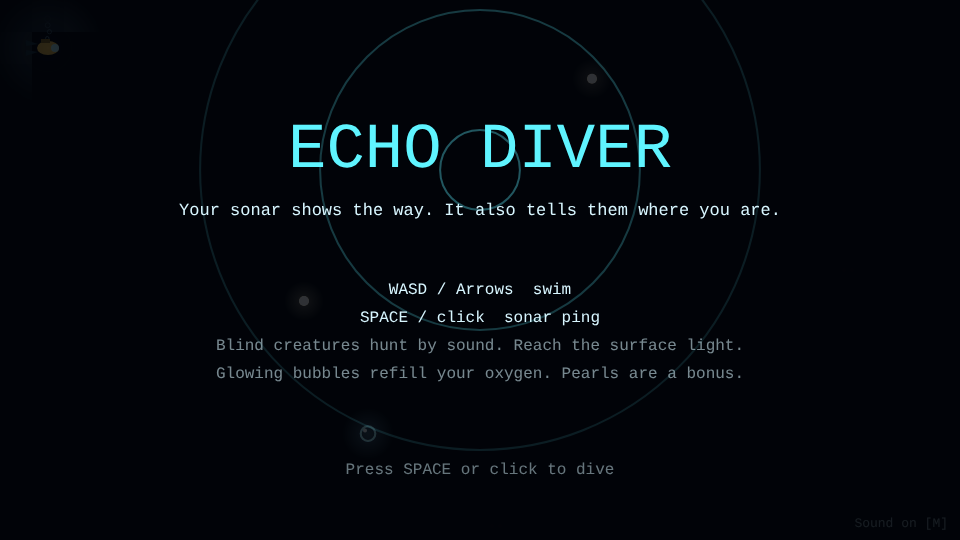 ECHO DIVER
Your sonar shows the way. It also tells them where you are.
WASD / Arrows  swim
SPACE / click  sonar ping
Blind creatures hunt by sound. Reach the surface light.
Glowing bubbles refill your oxygen. Pearls are a bonus.
Press SPACE or click to dive
Sound on [M]